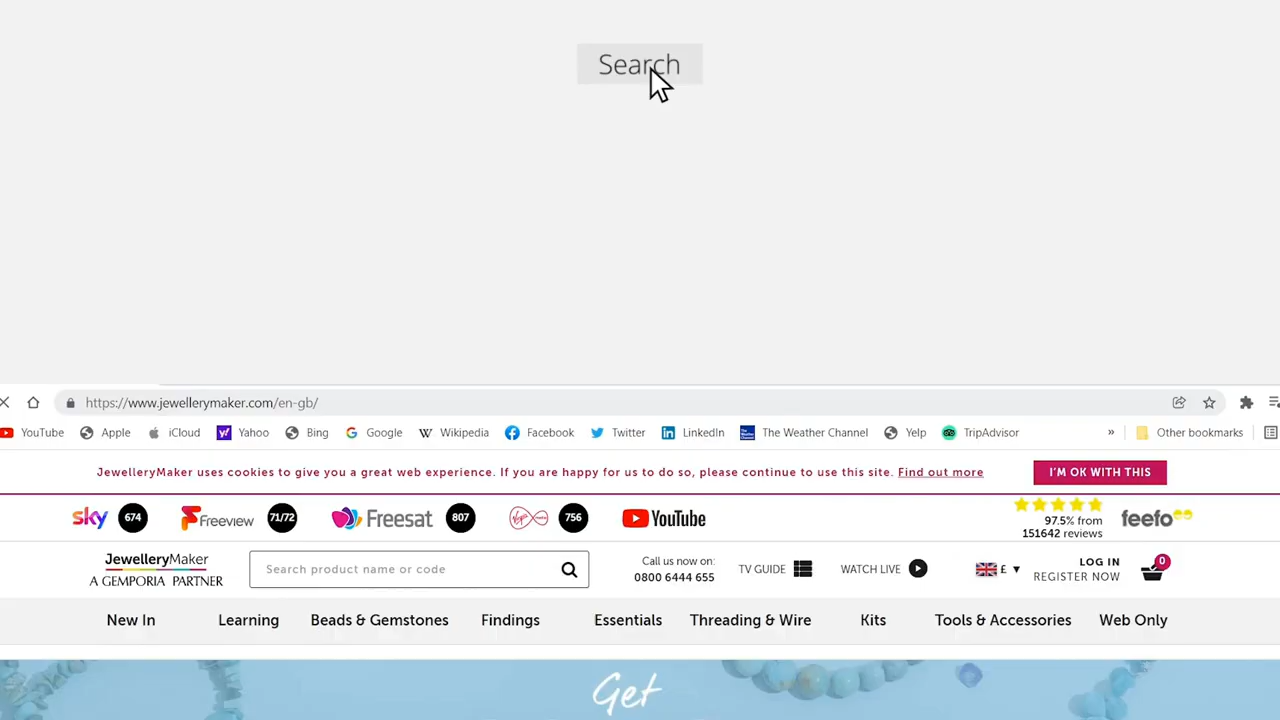 Search
https://www.jewellerymaker.com/en-gb/
YouTube Apple iCloud Yahoo Bing Google Wikipedia Facebook Twitter LinkedIn The Weather Channel Yelp TripAdvisor » Other bookmarks
JewelleryMaker uses cookies to give you a great web experience. If you are happy for us to do so, please continue to use this site. Find out more I'M OK WITH THIS
sky 674 Freeview 71/72 Freesat 807 Virgin media 756 YouTube
97.5% from
151642 reviews
feefo
JewelleryMaker
A GEMPORIA PARTNER
Search product name or code
Call us now on:
0800 6444 655
TV GUIDE WATCH LIVE £ ▼
LOG IN
REGISTER NOW
0
New In Learning Beads & Gemstones Findings Essentials Threading & Wire Kits Tools & Accessories Web Only
Get